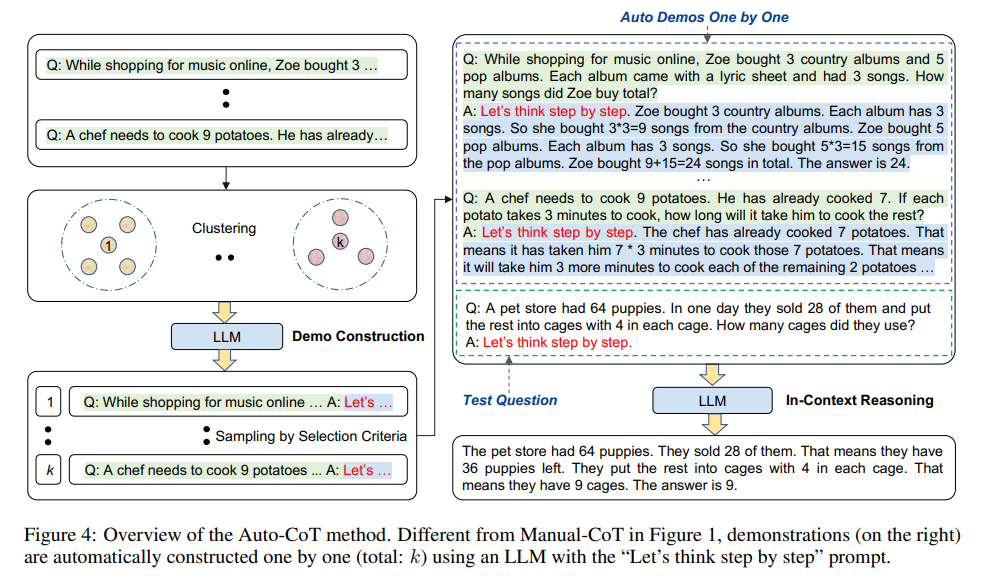 Q: While shopping for music online, Zoe bought 3 …
Q: A chef needs to cook 9 potatoes. He has already…
1
Clustering
k
LLM
Demo Construction
1
Q: While shopping for music online … A: Let’s …
Sampling by Selection Criteria
k
Q: A chef needs to cook 9 potatoes ... A: Let’s …
Auto Demos One by One
Q: While shopping for music online, Zoe bought 3 country albums and 5
pop albums. Each album came with a lyric sheet and had 3 songs. How
many songs did Zoe buy total?
A: Let’s think step by step. Zoe bought 3 country albums. Each album has 3
songs. So she bought 3*3=9 songs from the country albums. Zoe bought 5
pop albums. Each album has 3 songs. So she bought 5*3=15 songs from
the pop albums. Zoe bought 9+15=24 songs in total. The answer is 24.
…
Q: A chef needs to cook 9 potatoes. He has already cooked 7. If each
potato takes 3 minutes to cook, how long will it take him to cook the rest?
A: Let’s think step by step. The chef has already cooked 7 potatoes. That
means it has taken him 7 * 3 minutes to cook those 7 potatoes. That means
it will take him 3 more minutes to cook each of the remaining 2 potatoes …
Q: A pet store had 64 puppies. In one day they sold 28 of them and put
the rest into cages with 4 in each cage. How many cages did they use?
A: Let’s think step by step.
Test Question
LLM
In-Context Reasoning
The pet store had 64 puppies. They sold 28 of them. That means they have
36 puppies left. They put the rest into cages with 4 in each cage. That
means they have 9 cages. The answer is 9.
Figure 4: Overview of the Auto-CoT method. Different from Manual-CoT in Figure 1, demonstrations (on the right)
are automatically constructed one by one (total: k) using an LLM with the “Let’s think step by step” prompt.